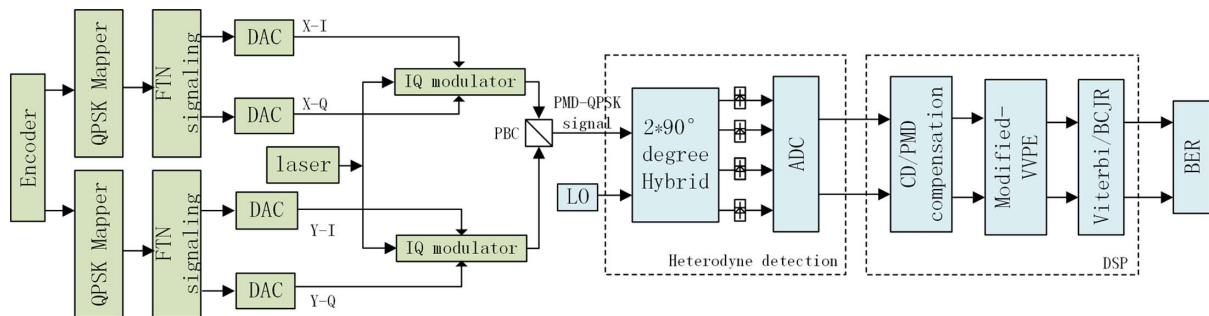 Encoder
QPSK Mapper
FTN
signaling
DAC
X-I
DAC
X-Q
QPSK Mapper
FTN
signaling
DAC
Y-I
DAC
Y-Q
laser
IQ modulator
IQ modulator
PBC
PMD-QPSK
signal
LO
2*90°
degree
Hybrid
ADC
Heterodyne detection
CD/PMD
compensation
Modified-
VVPE
Viterbi/BCJR
DSP
BER